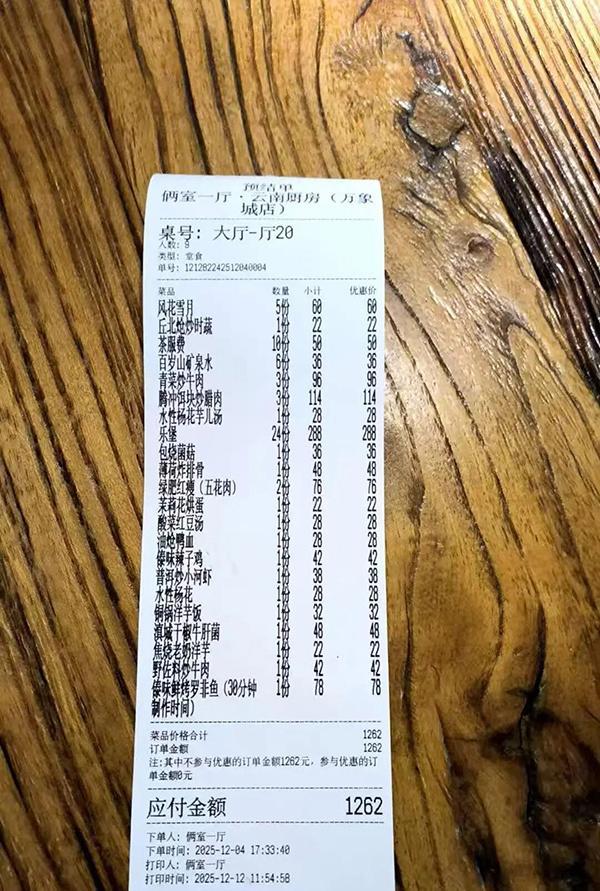 预结单
俩室一厅·云南厨房（万象
城店）
桌号: 大厅-厅20
人数: 9
类型: 堂食
单号: 121282242512040004
菜品 数量 小计 优惠价
风花雪月 5份 60 60
丘北炝炒时蔬 1份 22 22
茶服费 10份 50 50
百岁山矿泉水 6份 36 36
青菜炒牛肉 3份 96 96
腾冲饵块炒腊肉 3份 114 114
水性杨花芋儿汤 1份 28 28
乐堡 24份 288 288
包烧菌菇 1份 36 36
薄荷炸排骨 1份 48 48
绿肥红瘦（五花肉） 2份 76 76
茉莉花烘蛋 1份 22 22
酸菜红豆汤 1份 28 28
油炝鸭血 1份 28 28
傣味辣子鸡 1份 42 42
普洱炒小河虾 1份 38 38
水性杨花 1份 28 28
铜锅洋芋饭 1份 32 32
滇城干椒牛肝菌 1份 48 48
焦烧老奶洋芋 1份 22 22
野佐料炒牛肉 1份 42 42
傣味鲜烤罗非鱼（30分钟 1份 78 78
制作时间）
菜品价格合计 1262
订单金额 1262
注:其中不参与优惠的订单金额1262元，参与优惠的订
单金额0元
应付金额 1262
下单人: 俩室一厅
下单时间: 2025-12-04 17:33:40
打印人: 俩室一厅
打印时间: 2025-12-12 11:54:58